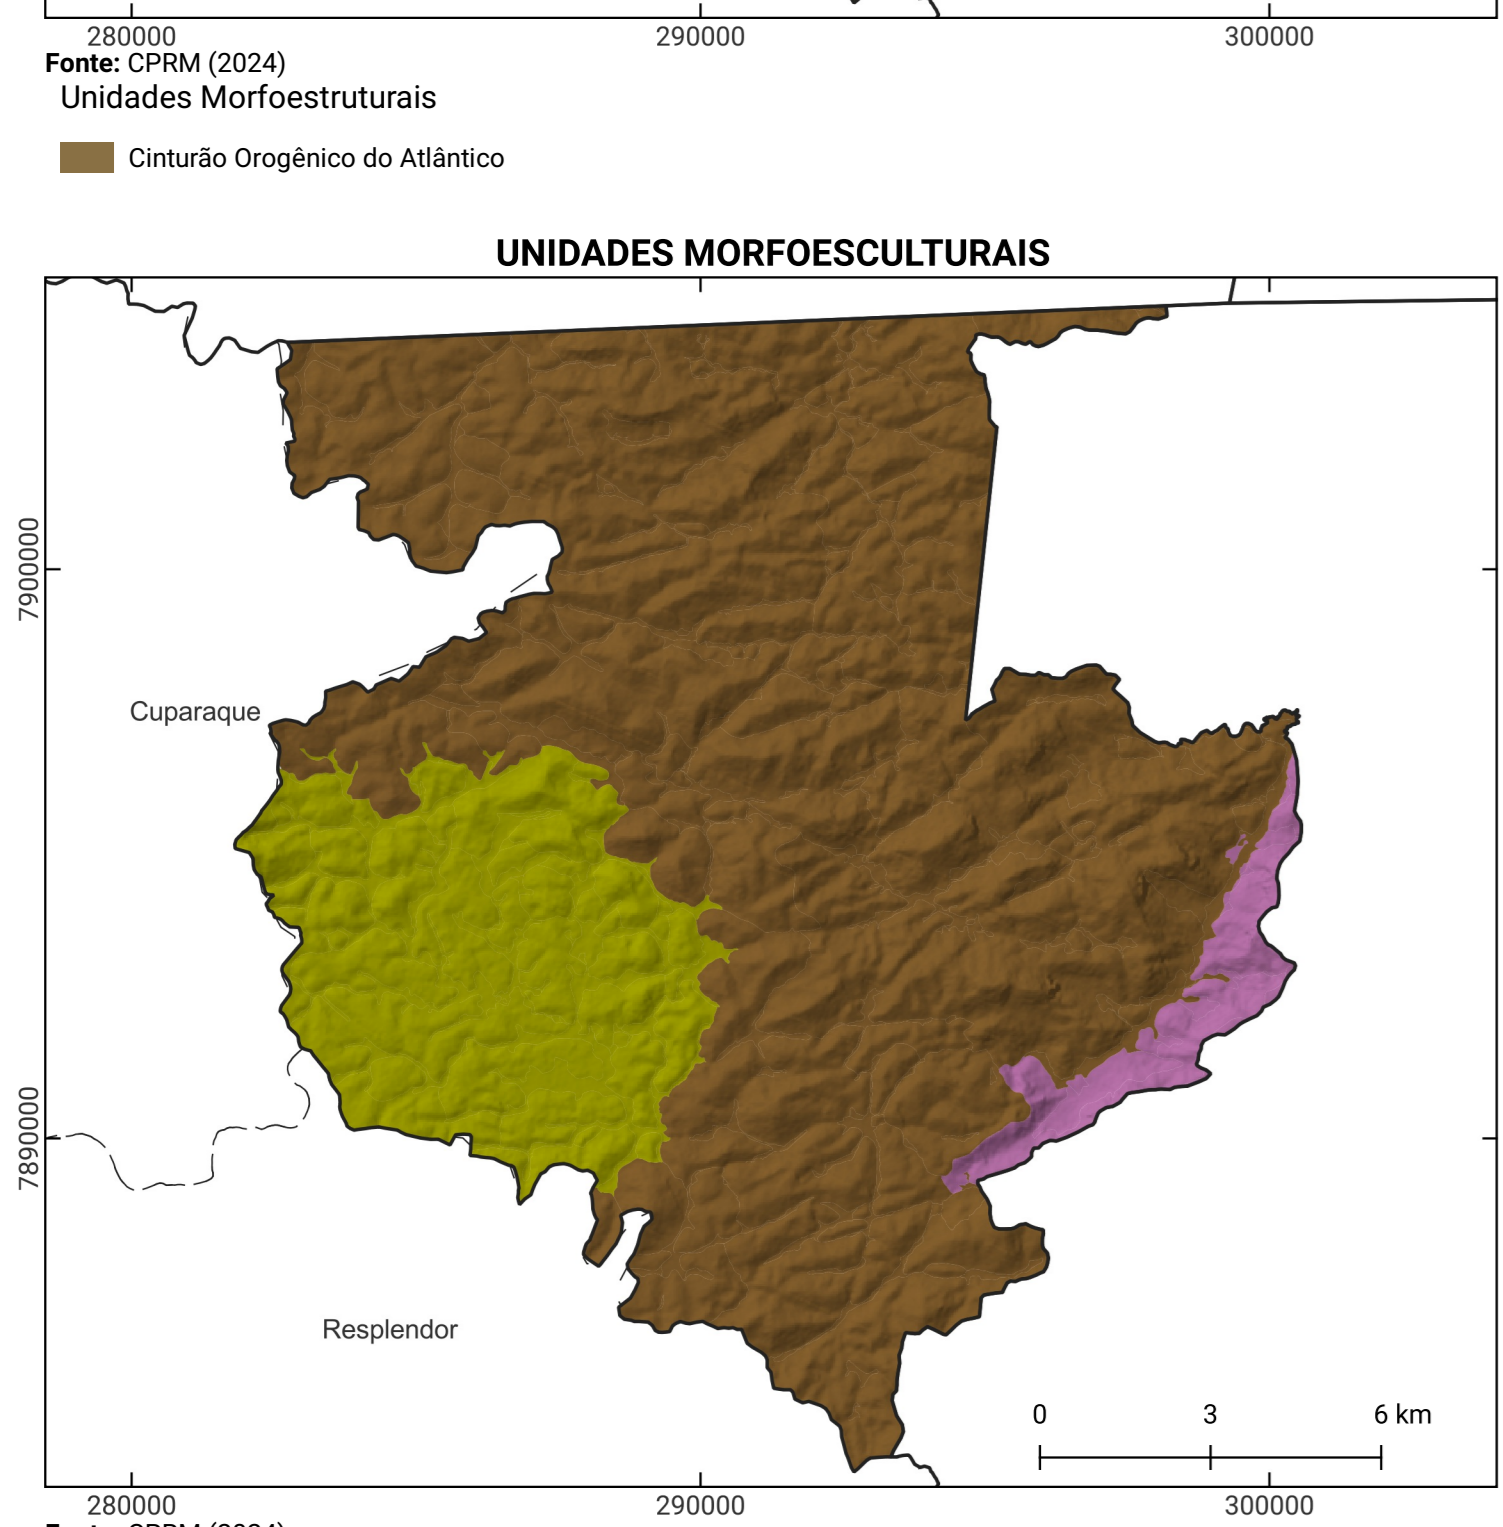 280000 290000 300000
Fonte: CPRM (2024)
Unidades Morfoestruturais
Cinturão Orogênico do Atlântico
UNIDADES MORFOESCULTURAIS
7900000
Cuparaque
7890000
Resplendor
0 3 6 km
280000 290000 300000